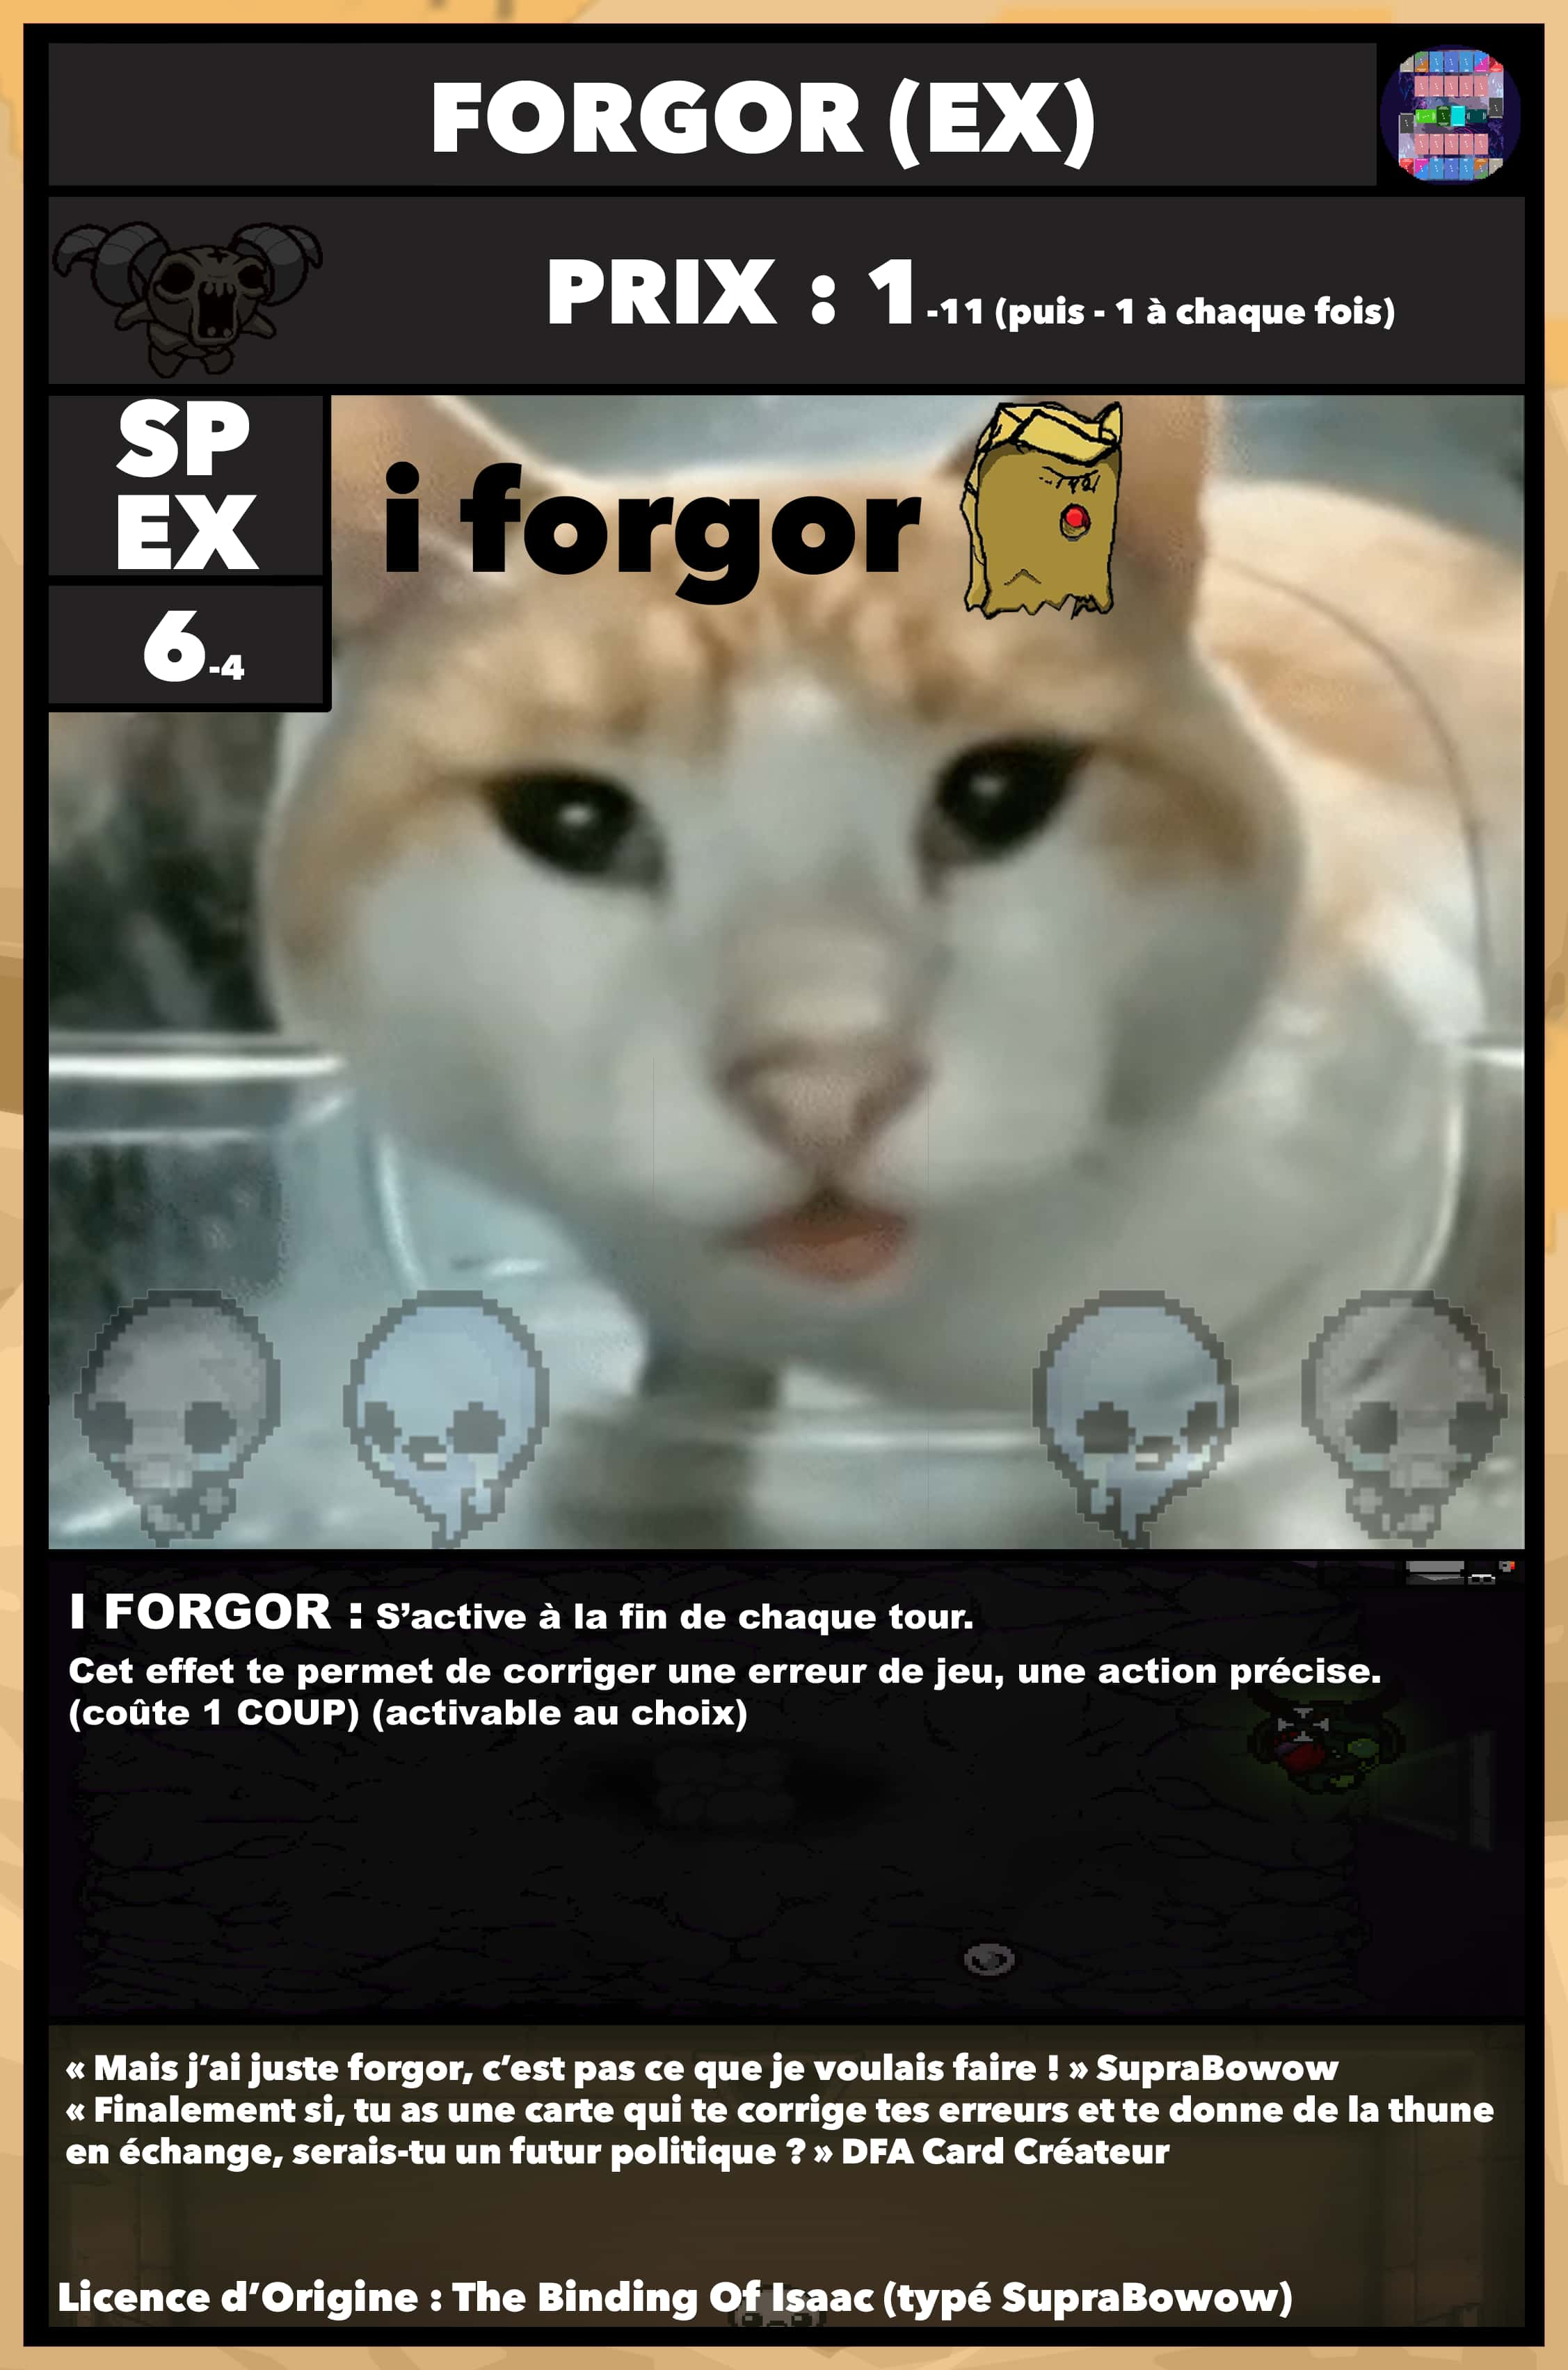 FORGOR (EX)
PRIX : 1-11 (puis - 1 à chaque fois)
SP
EX
6-4
i forgor
I FORGOR : S’active à la fin de chaque tour.
Cet effet te permet de corriger une erreur de jeu, une action précise.
(coûte 1 COUP) (activable au choix)
« Mais j’ai juste forgor, c’est pas ce que je voulais faire ! » SupraBowow
« Finalement si, tu as une carte qui te corrige tes erreurs et te donne de la thune
en échange, serais-tu un futur politique ? » DFA Card Créateur
Licence d’Origine : The Binding Of Isaac (typé SupraBowow)